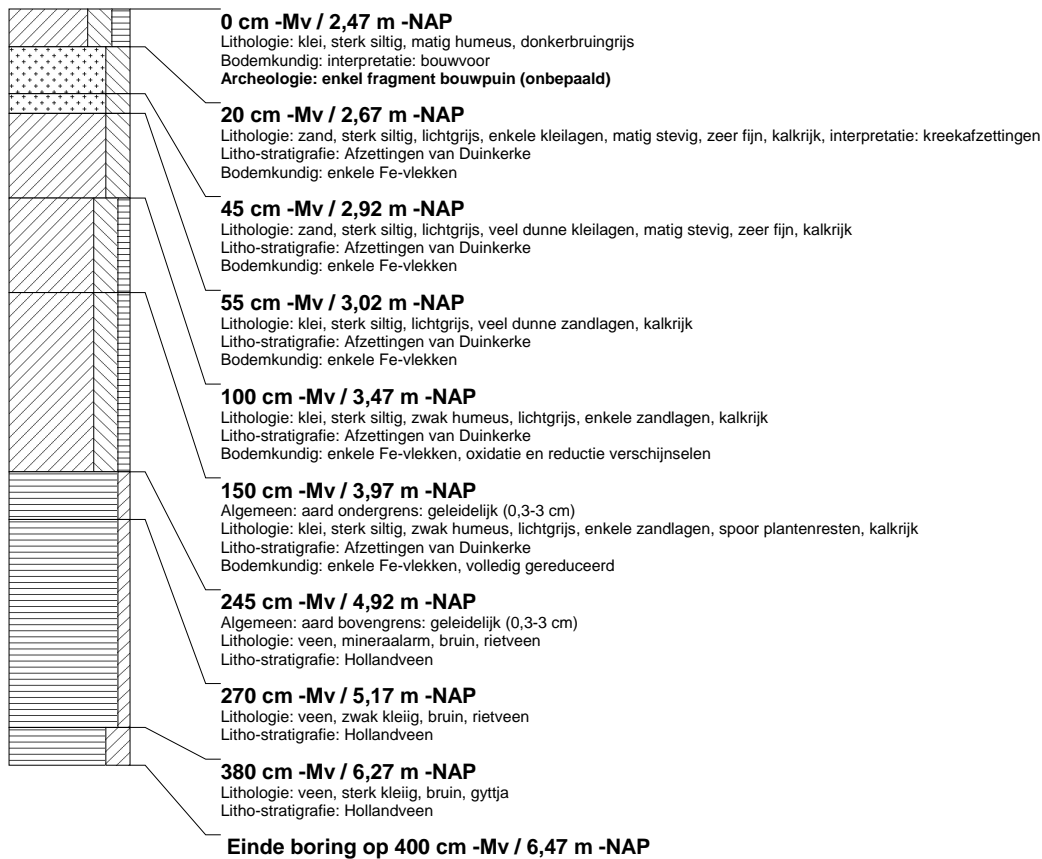 0 cm -Mv / 2,47 m -NAP
Lithologie: klei, sterk siltig, matig humeus, donkerbruingrijs
Bodemkundig: interpretatie: bouwvoor
Archeologie: enkel fragment bouwpuin (onbepaald)
20 cm -Mv / 2,67 m -NAP
Lithologie: zand, sterk siltig, lichtgrijs, enkele kleilagen, matig stevig, zeer fijn, kalkrijk, interpretatie: kreekafzettingen
Litho-stratigrafie: Afzettingen van Duinkerke
Bodemkundig: enkele Fe-vlekken
45 cm -Mv / 2,92 m -NAP
Lithologie: zand, sterk siltig, lichtgrijs, veel dunne kleilagen, matig stevig, zeer fijn, kalkrijk
Litho-stratigrafie: Afzettingen van Duinkerke
Bodemkundig: enkele Fe-vlekken
55 cm -Mv / 3,02 m -NAP
Lithologie: klei, sterk siltig, lichtgrijs, veel dunne zandlagen, kalkrijk
Litho-stratigrafie: Afzettingen van Duinkerke
Bodemkundig: enkele Fe-vlekken
100 cm -Mv / 3,47 m -NAP
Lithologie: klei, sterk siltig, zwak humeus, lichtgrijs, enkele zandlagen, kalkrijk
Litho-stratigrafie: Afzettingen van Duinkerke
Bodemkundig: enkele Fe-vlekken, oxidatie en reductie verschijnselen
150 cm -Mv / 3,97 m -NAP
Algemeen: aard ondergrens: geleidelijk (0,3-3 cm)
Lithologie: klei, sterk siltig, zwak humeus, lichtgrijs, enkele zandlagen, spoor plantenresten, kalkrijk
Litho-stratigrafie: Afzettingen van Duinkerke
Bodemkundig: enkele Fe-vlekken, volledig gereduceerd
245 cm -Mv / 4,92 m -NAP
Algemeen: aard bovengrens: geleidelijk (0,3-3 cm)
Lithologie: veen, mineraalarm, bruin, rietveen
Litho-stratigrafie: Hollandveen
270 cm -Mv / 5,17 m -NAP
Lithologie: veen, zwak kleiig, bruin, rietveen
Litho-stratigrafie: Hollandveen
380 cm -Mv / 6,27 m -NAP
Lithologie: veen, sterk kleiig, bruin, gyttja
Litho-stratigrafie: Hollandveen
Einde boring op 400 cm -Mv / 6,47 m -NAP